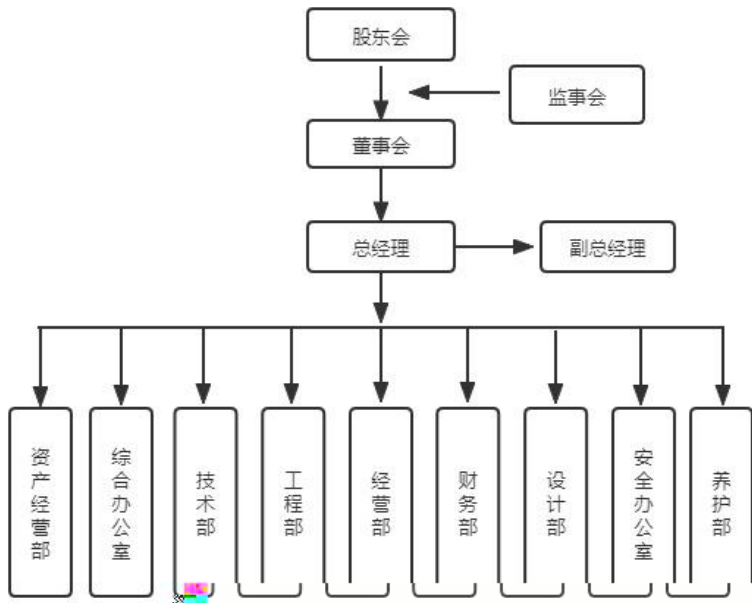 股东会
监事会
董事会
总经理
副总经理
资产经营部
综合办公室
技术部
工程部
经营部
财务部
设计部
安全办公室
养护部